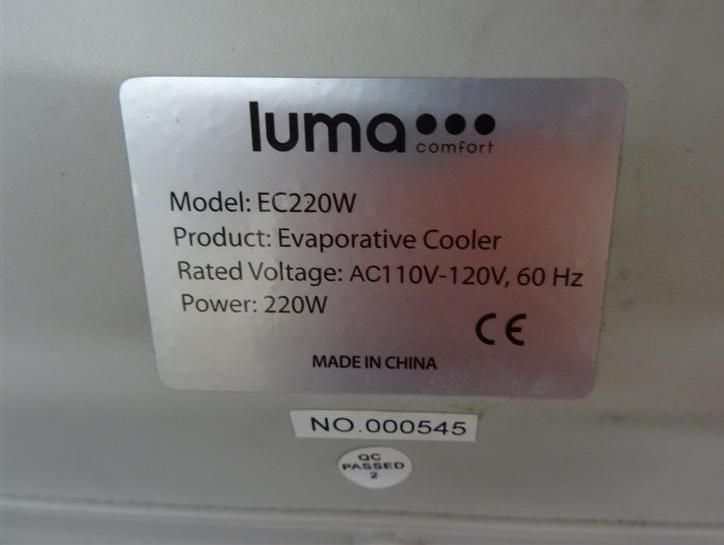 luma
comfort
Model: EC220W
Product: Evaporative Cooler
Rated Voltage: AC110V-120V, 60 Hz
Power: 220W
CE
MADE IN CHINA
NO.000545
QC
PASSED
2